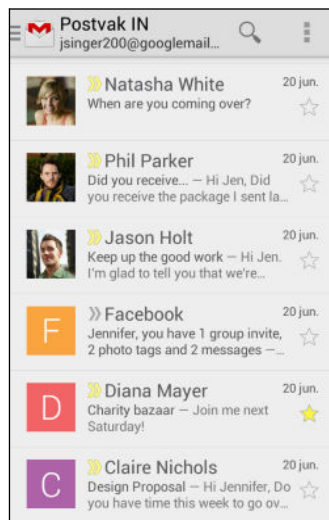 Postvak IN
jsinger200@googlemail...
Natasha White 20 jun.
When are you coming over?
Phil Parker 20 jun.
Did you receive... — Hi Jen, Did
you receive the package I sent la...
Jason Holt 20 jun.
Keep up the good work — Hi Jen.
I'm glad to tell you that we're...
F Facebook 20 jun.
Jennifer, you have 1 group invite,
2 photo tags and 2 messages —...
D Diana Mayer 20 jun.
Charity bazaar — Join me next
Saturday!
C Claire Nichols 20 jun.
Design Proposal — Hi Jennifer, Do
you have time this week to go ov...